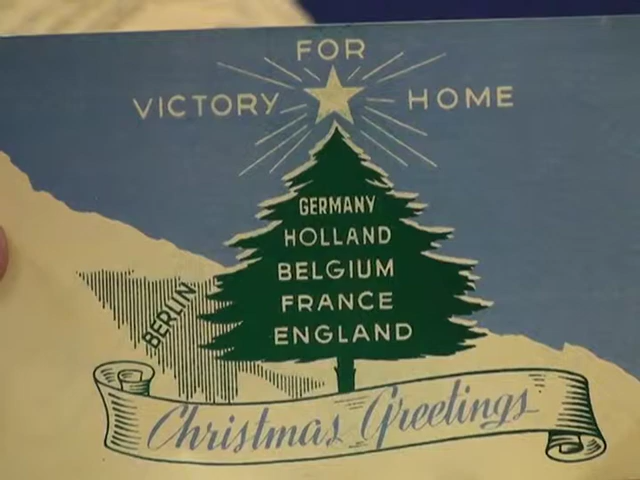 FOR
VICTORY HOME
GERMANY
HOLLAND
BELGIUM
FRANCE
ENGLAND
BERLIN
Christmas Greetings